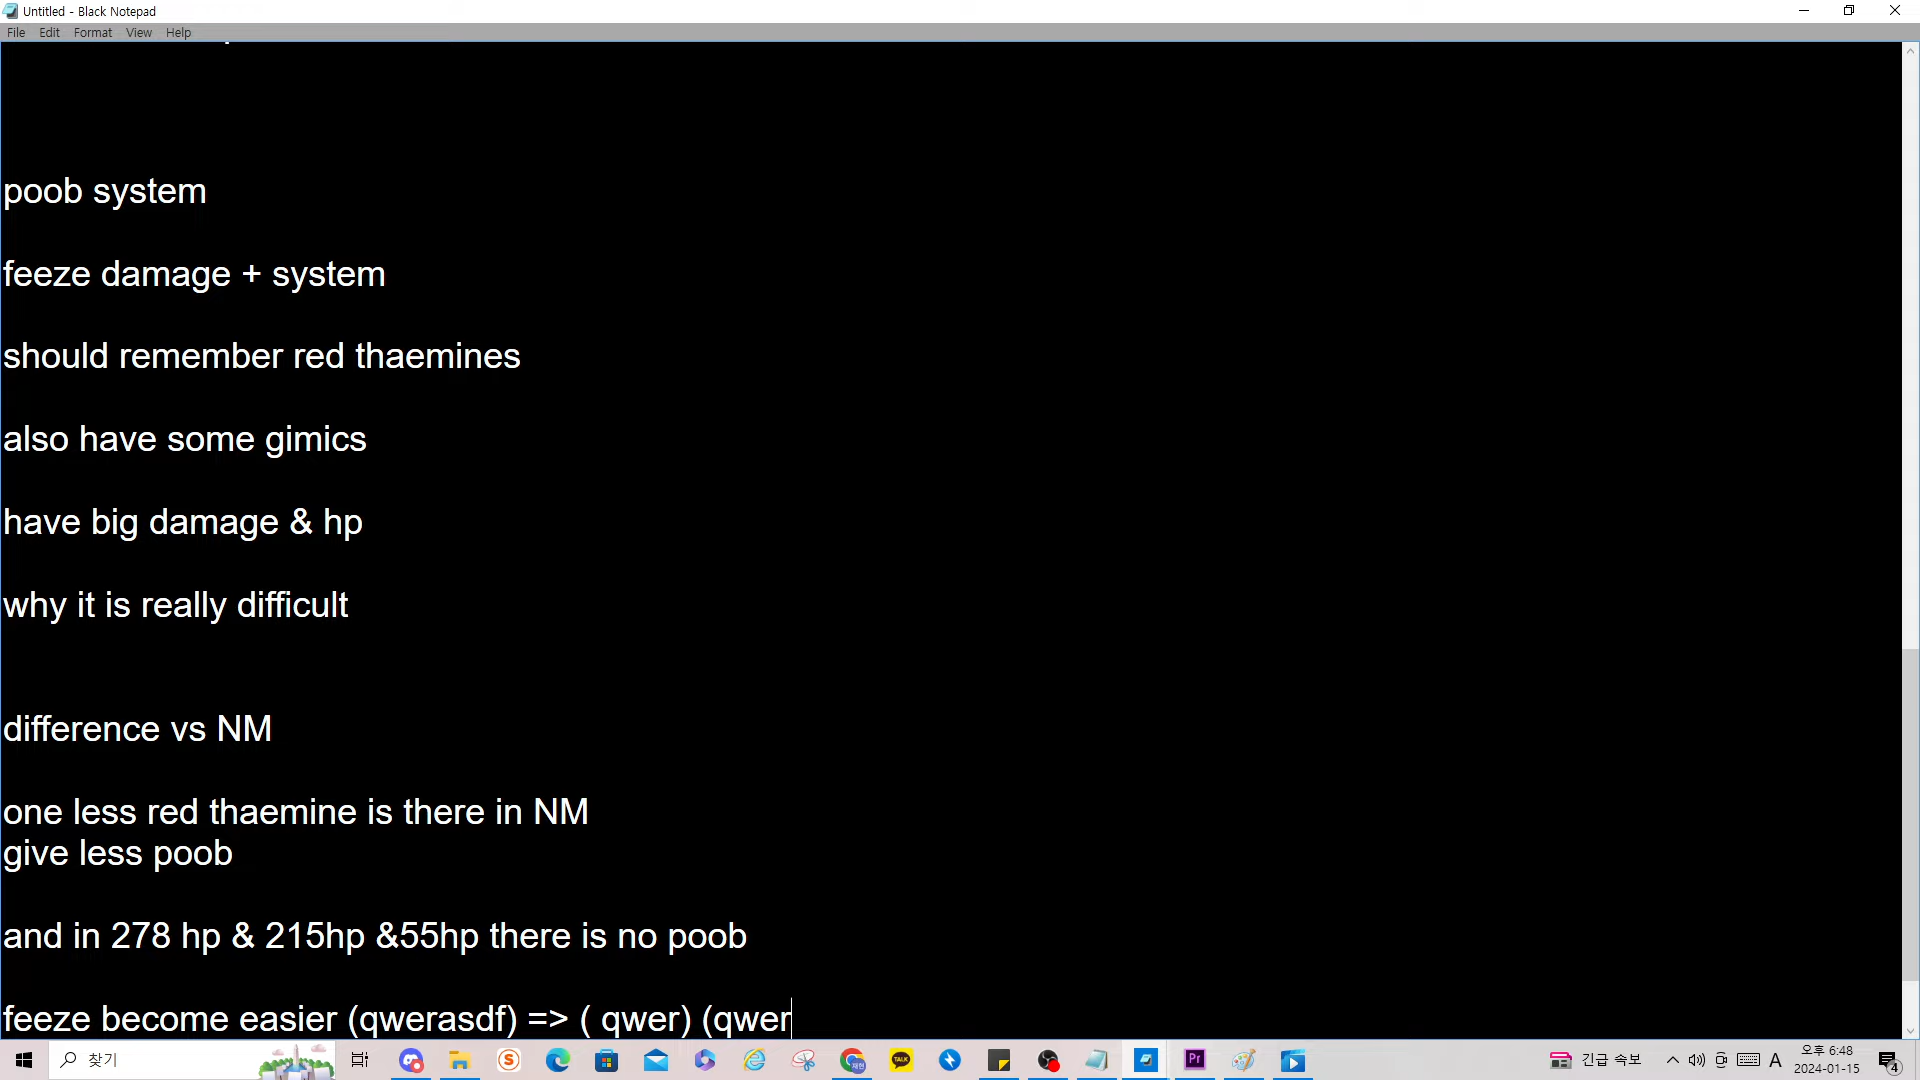 Untitled - Black Notepad
File Edit Format View Help
poob system
feeze damage + system
should remember red thaemines
also have some gimics
have big damage & hp
why it is really difficult
difference vs NM
one less red thaemine is there in NM
give less poob
and in 278 hp & 215hp &55hp there is no poob
feeze become easier (qwerasdf) => ( qwer) (qwer
찾기
S
TALK
Pr
긴급 속보
A
오후 6:48
2024-01-15
4